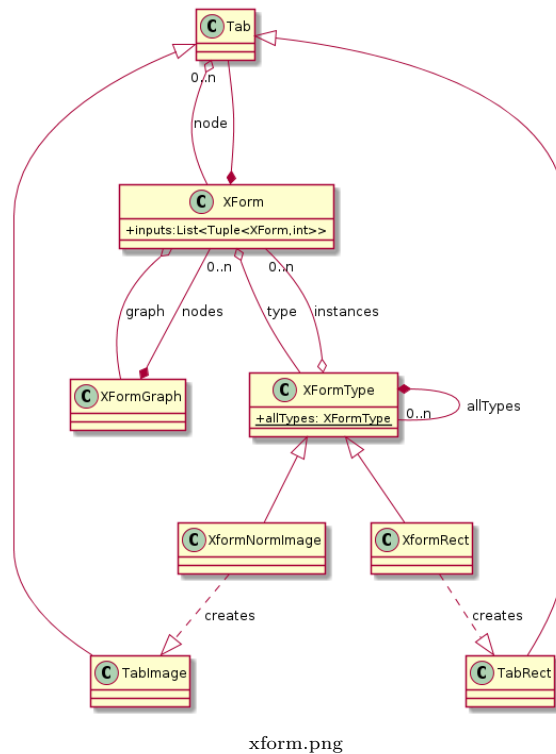 C Tab
0..n
node
C XForm
+inputs:List<Tuple<XForm,int>>
0..n 0..n
graph nodes type instances
C XFormGraph
C XFormType
+allTypes: XFormType
0..n
allTypes
C XformNormImage
C XformRect
creates creates
C TabImage
C TabRect
xform.png